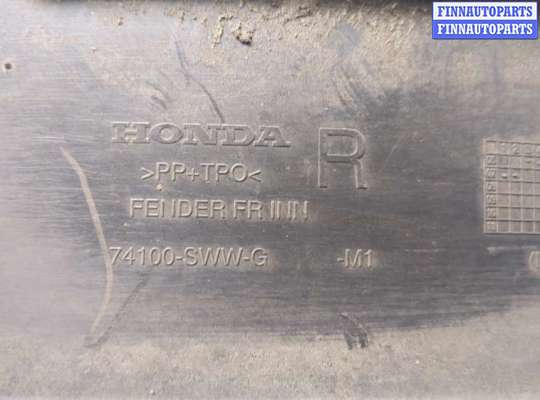 FINNAUTOPARTS
FINNAUTOPARTS
HONDA R
>PP+TPO<
FENDER FR INN
74100-SWW-G -M1